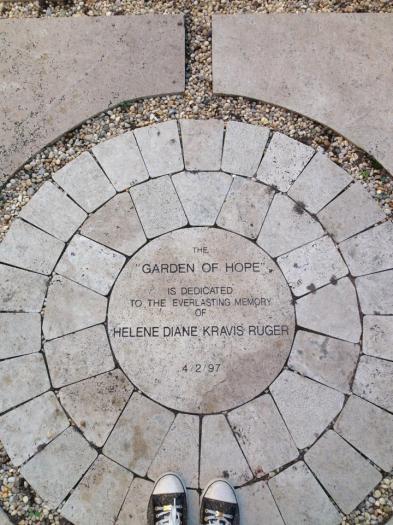 THE
"GARDEN OF HOPE"
IS DEDICATED
TO THE EVERLASTING MEMORY
OF
HELENE DIANE KRAVIS RUGER
4/2/97